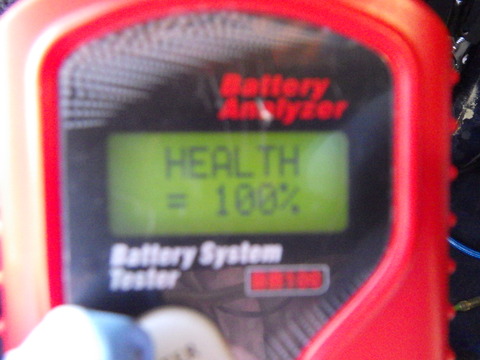 Battery
Analyzer
HEALTH
= 100%
Battery System
Tester